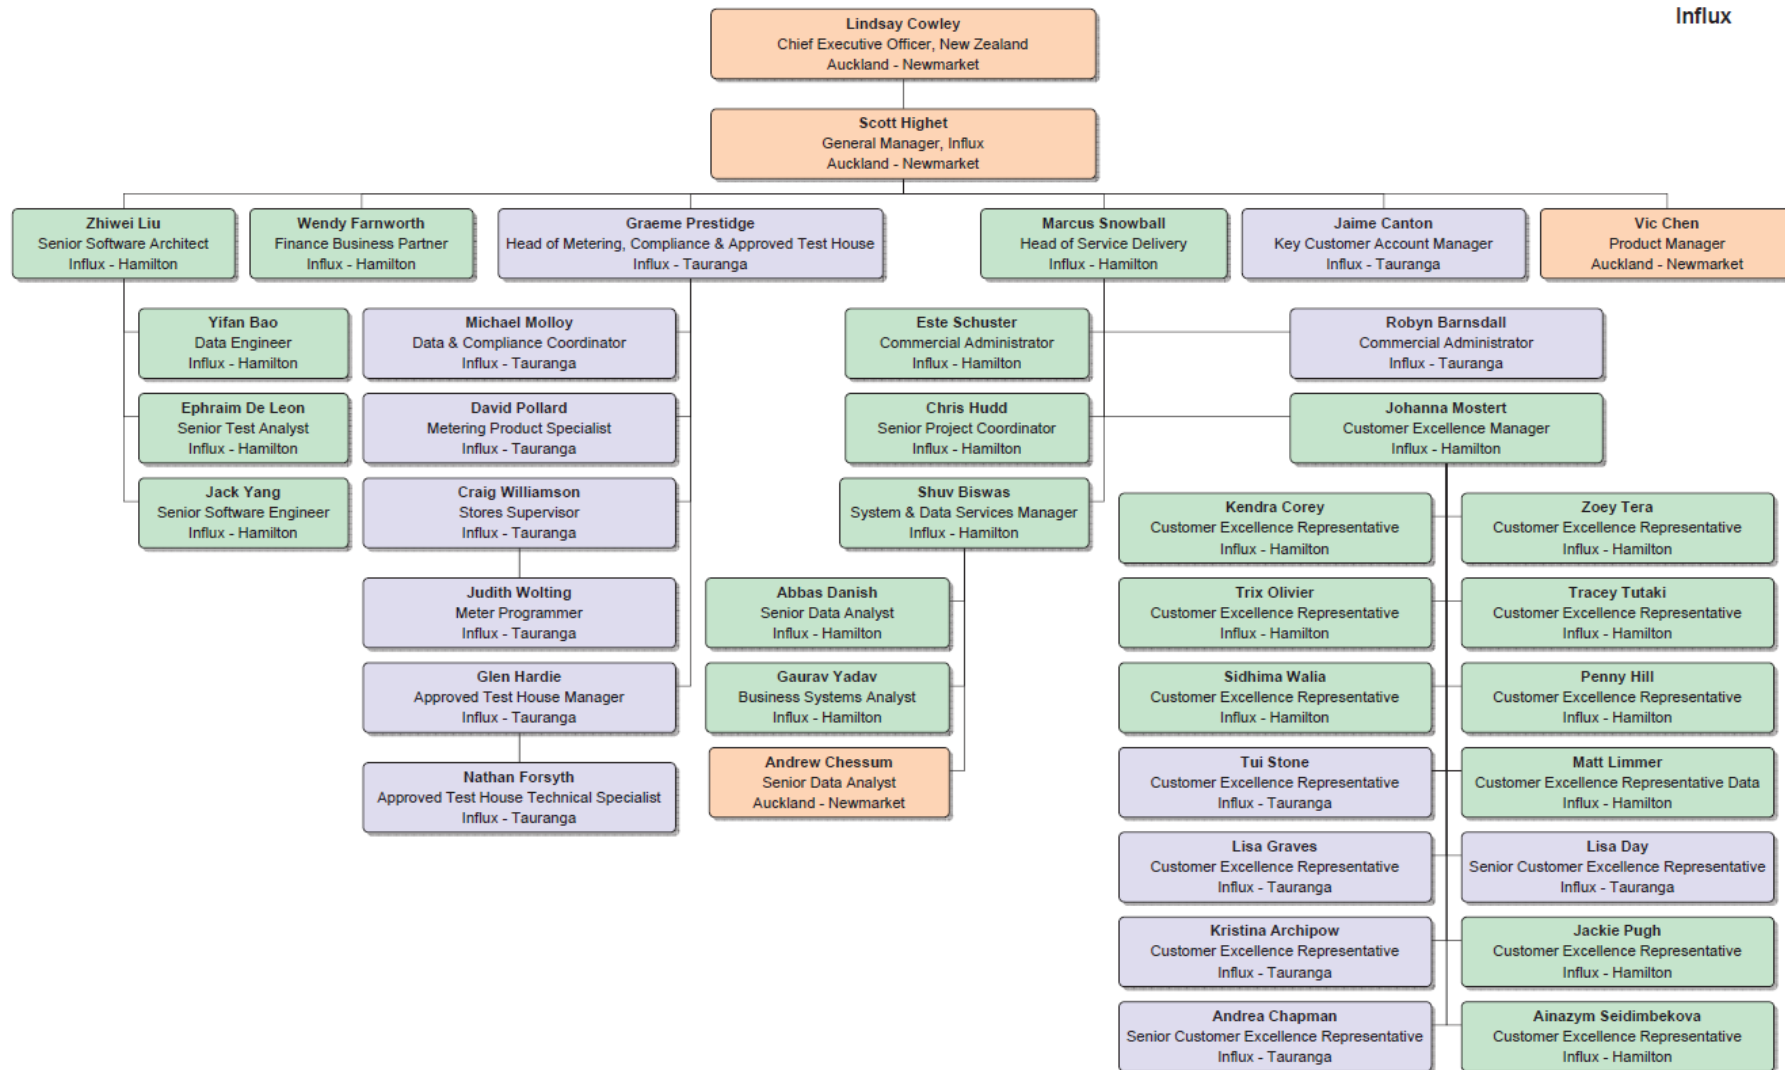 Influx
Lindsay Cowley
Chief Executive Officer, New Zealand
Auckland - Newmarket
Scott Highet
General Manager, Influx
Auckland - Newmarket
Zhiwei Liu
Senior Software Architect
Influx - Hamilton
Wendy Farnworth
Finance Business Partner
Influx - Hamilton
Graeme Prestidge
Head of Metering, Compliance & Approved Test House
Influx - Tauranga
Marcus Snowball
Head of Service Delivery
Influx - Hamilton
Jaime Canton
Key Customer Account Manager
Influx - Tauranga
Vic Chen
Product Manager
Auckland - Newmarket
Yifan Bao
Data Engineer
Influx - Hamilton
Ephraim De Leon
Senior Test Analyst
Influx - Hamilton
Jack Yang
Senior Software Engineer
Influx - Hamilton
Michael Molloy
Data & Compliance Coordinator
Influx - Tauranga
David Pollard
Metering Product Specialist
Influx - Tauranga
Craig Williamson
Stores Supervisor
Influx - Tauranga
Judith Wolting
Meter Programmer
Influx - Tauranga
Glen Hardie
Approved Test House Manager
Influx - Tauranga
Nathan Forsyth
Approved Test House Technical Specialist
Influx - Tauranga
Este Schuster
Commercial Administrator
Influx - Hamilton
Robyn Barnsdall
Commercial Administrator
Influx - Tauranga
Chris Hudd
Senior Project Coordinator
Influx - Hamilton
Johanna Mostert
Customer Excellence Manager
Influx - Hamilton
Shuv Biswas
System & Data Services Manager
Influx - Hamilton
Abbas Danish
Senior Data Analyst
Influx - Hamilton
Gaurav Yadav
Business Systems Analyst
Influx - Hamilton
Andrew Chessum
Senior Data Analyst
Auckland - Newmarket
Kendra Corey
Customer Excellence Representative
Influx - Hamilton
Zoey Tera
Customer Excellence Representative
Influx - Hamilton
Trix Olivier
Customer Excellence Representative
Influx - Hamilton
Tracey Tutaki
Customer Excellence Representative
Influx - Hamilton
Sidhima Walia
Customer Excellence Representative
Influx - Hamilton
Penny Hill
Customer Excellence Representative
Influx - Hamilton
Tui Stone
Customer Excellence Representative
Influx - Tauranga
Matt Limmer
Customer Excellence Representative Data
Influx - Hamilton
Lisa Graves
Customer Excellence Representative
Influx - Tauranga
Lisa Day
Senior Customer Excellence Representative
Influx - Tauranga
Kristina Archipow
Customer Excellence Representative
Influx - Tauranga
Jackie Pugh
Customer Excellence Representative
Influx - Hamilton
Andrea Chapman
Senior Customer Excellence Representative
Influx - Tauranga
Ainazym Seidimbekova
Customer Excellence Representative
Influx - Hamilton